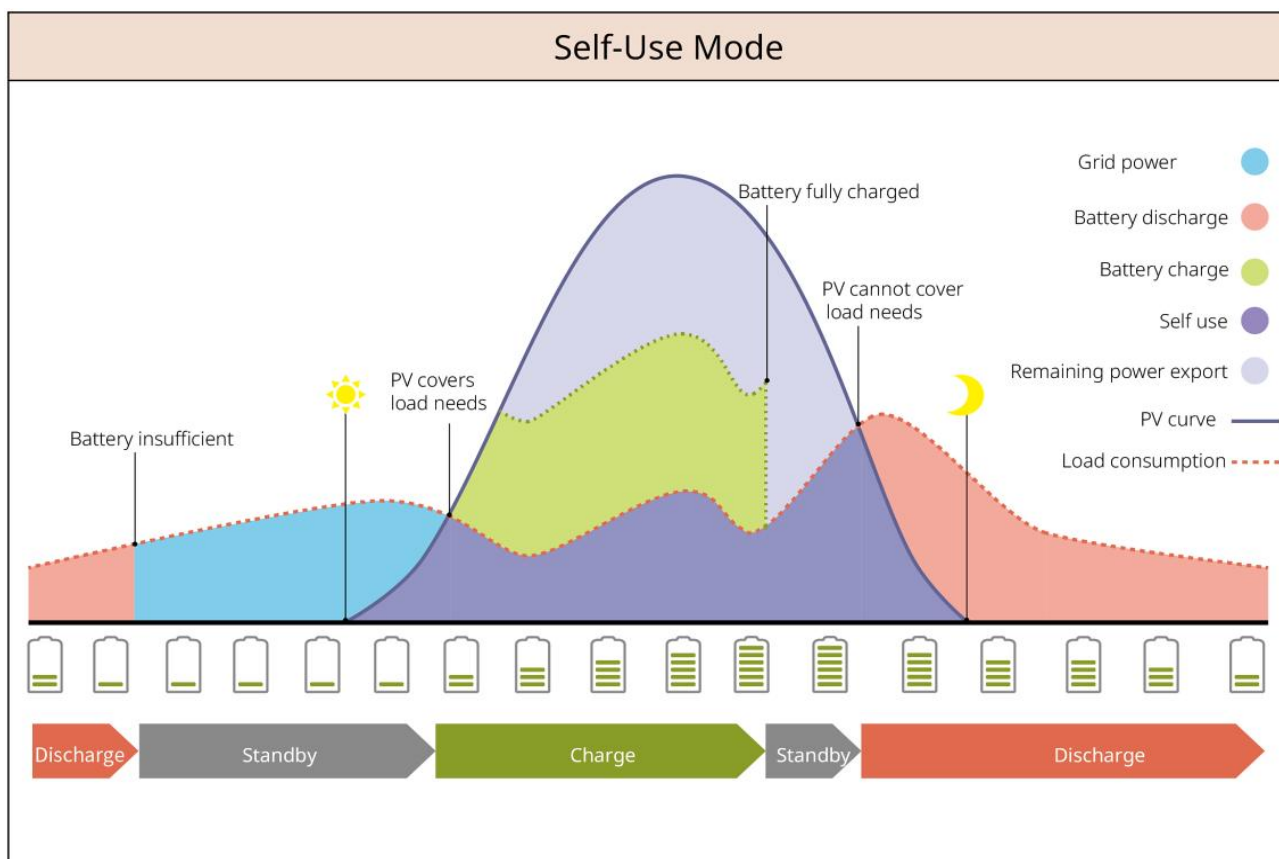 Self-Use Mode
Grid power
Battery discharge
Battery charge
Self use
Remaining power export
PV curve
Load consumption
Battery fully charged
PV cannot cover
load needs
PV covers
load needs
Battery insufficient
Discharge
Standby
Charge
Standby
Discharge